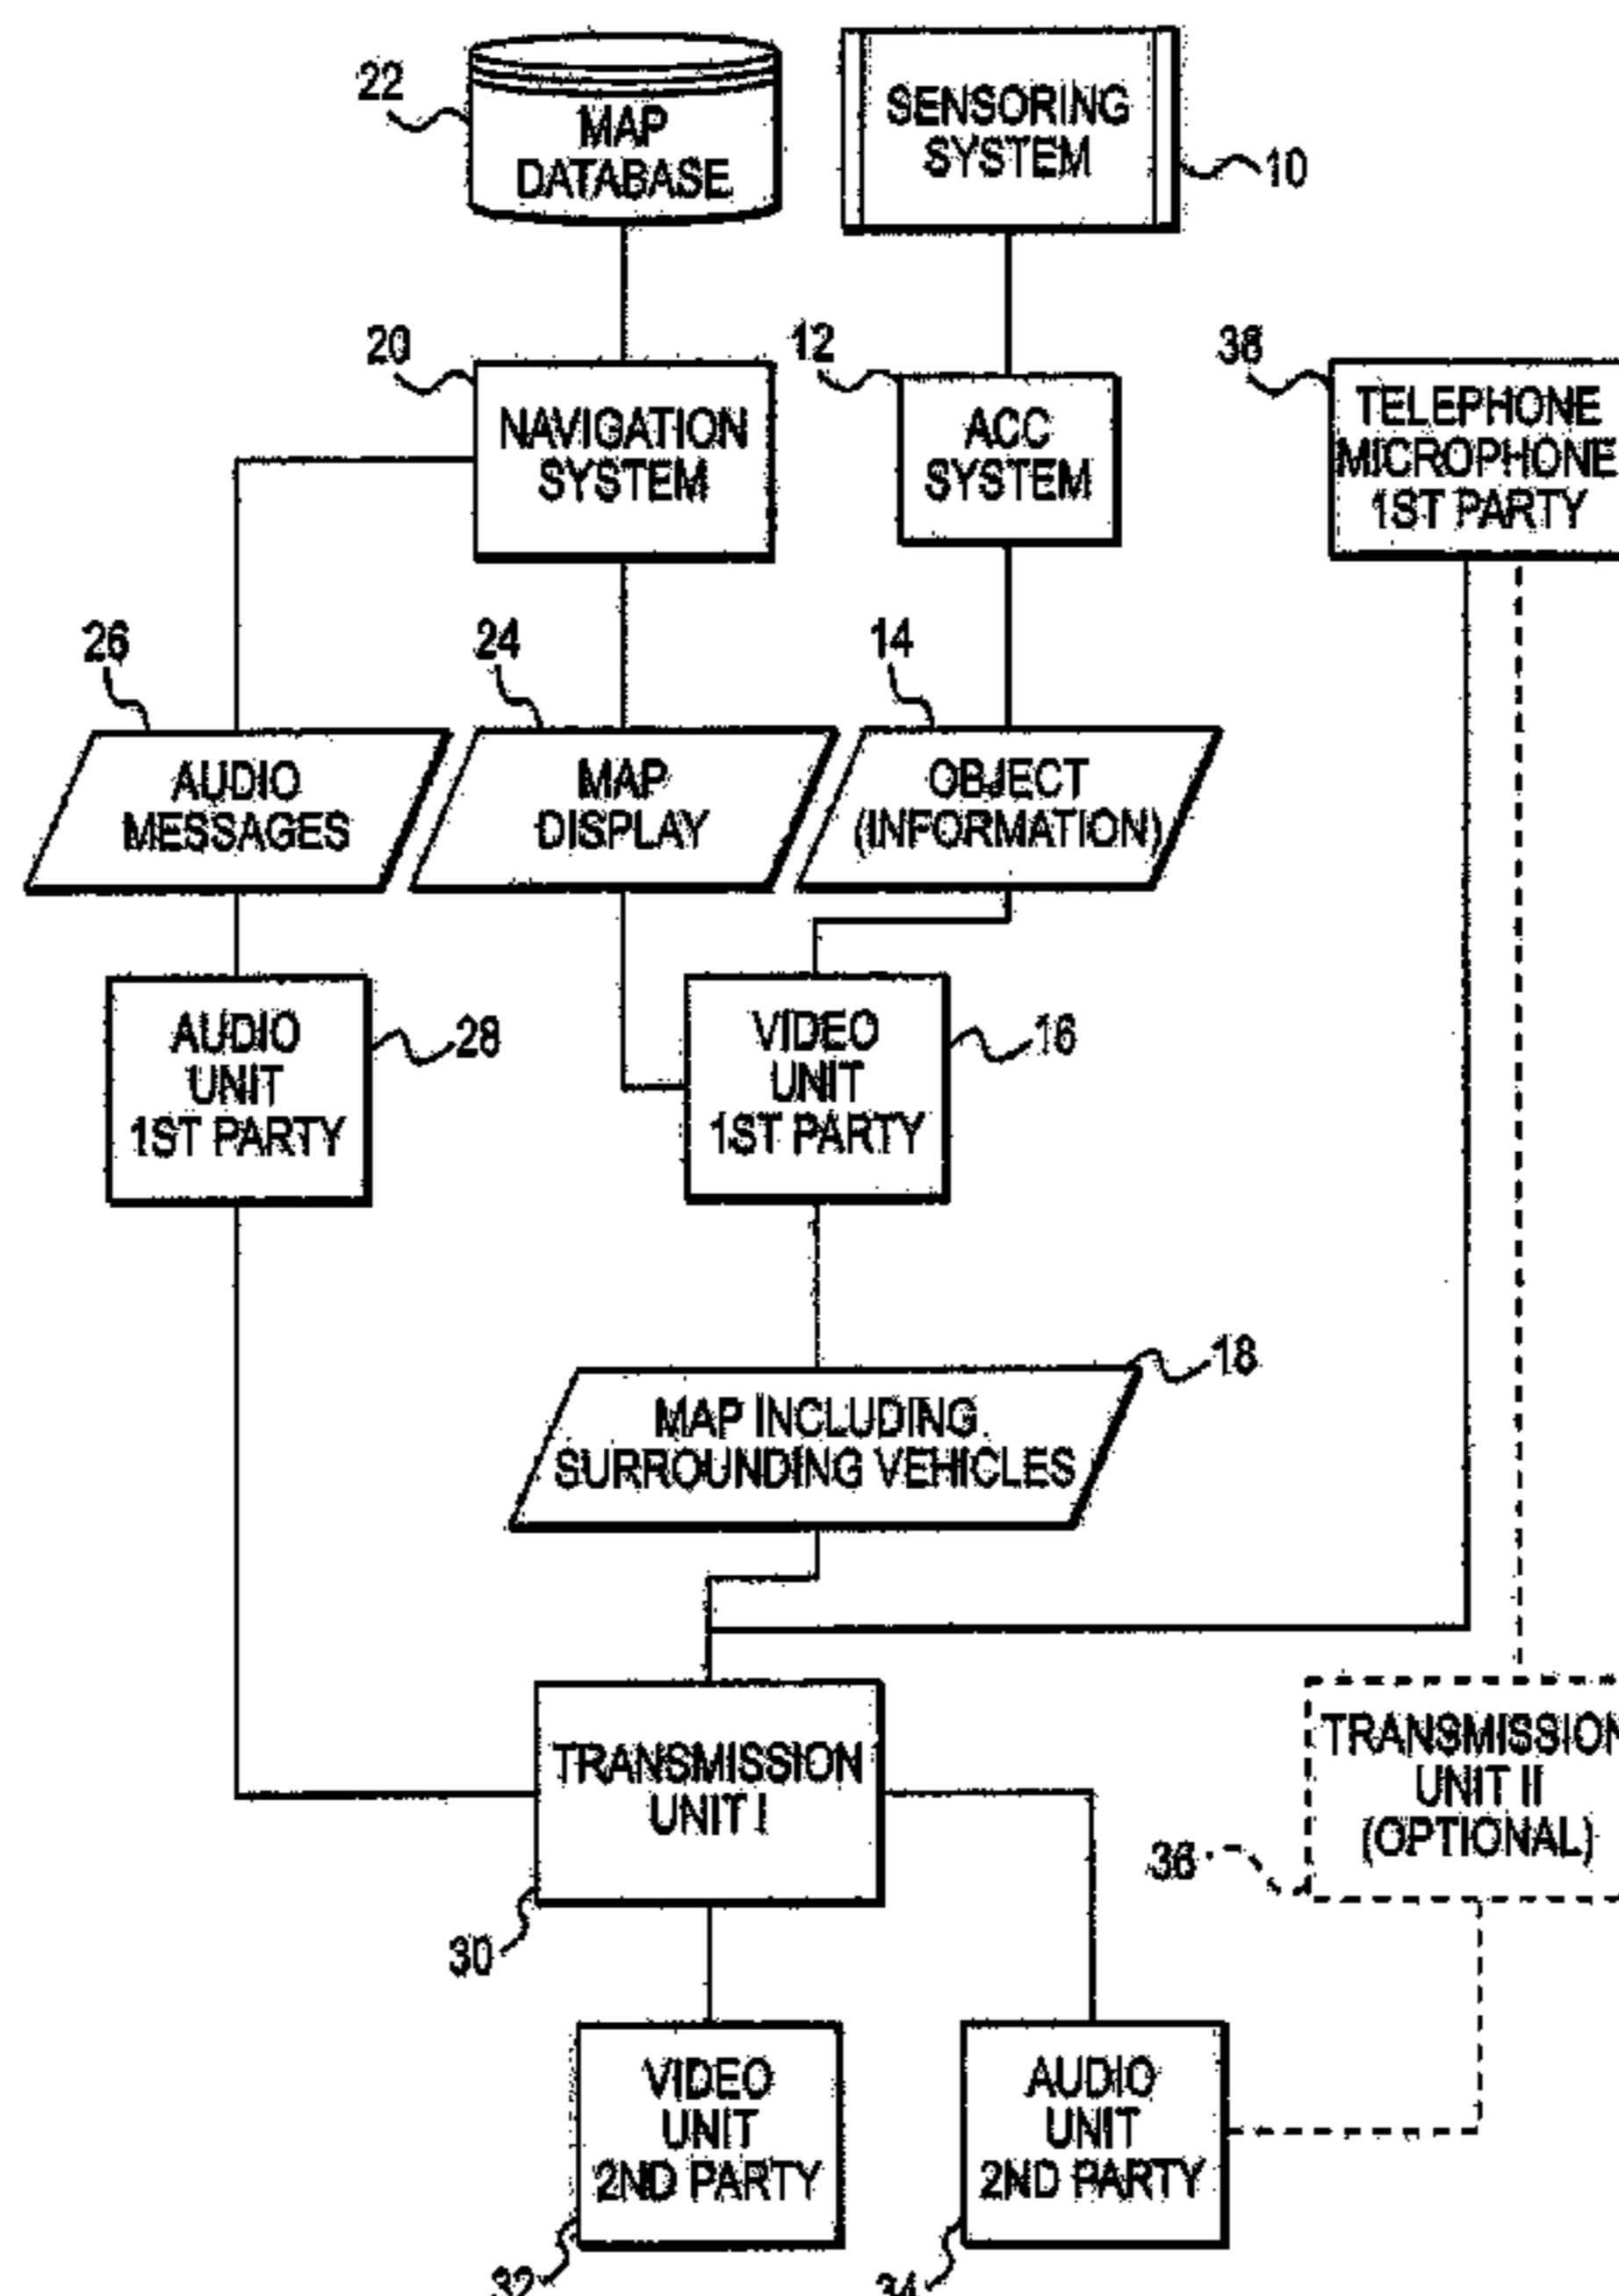 22
MAP
DATABASE
SENSORING
SYSTEM
10
20
NAVIGATION
SYSTEM
12
ACC
SYSTEM
38
TELEPHONE
MICROPHONE
1ST PARTY
26
AUDIO
MESSAGES
24
MAP
DISPLAY
14
OBJECT
(INFORMATION)
AUDIO
UNIT
1ST PARTY
28
VIDEO
UNIT
1ST PARTY
16
18
MAP INCLUDING
SURROUNDING VEHICLES
TRANSMISSION
UNIT I
30
TRANSMISSION
UNIT II
(OPTIONAL)
36
VIDEO
UNIT
2ND PARTY
32
AUDIO
UNIT
2ND PARTY
34